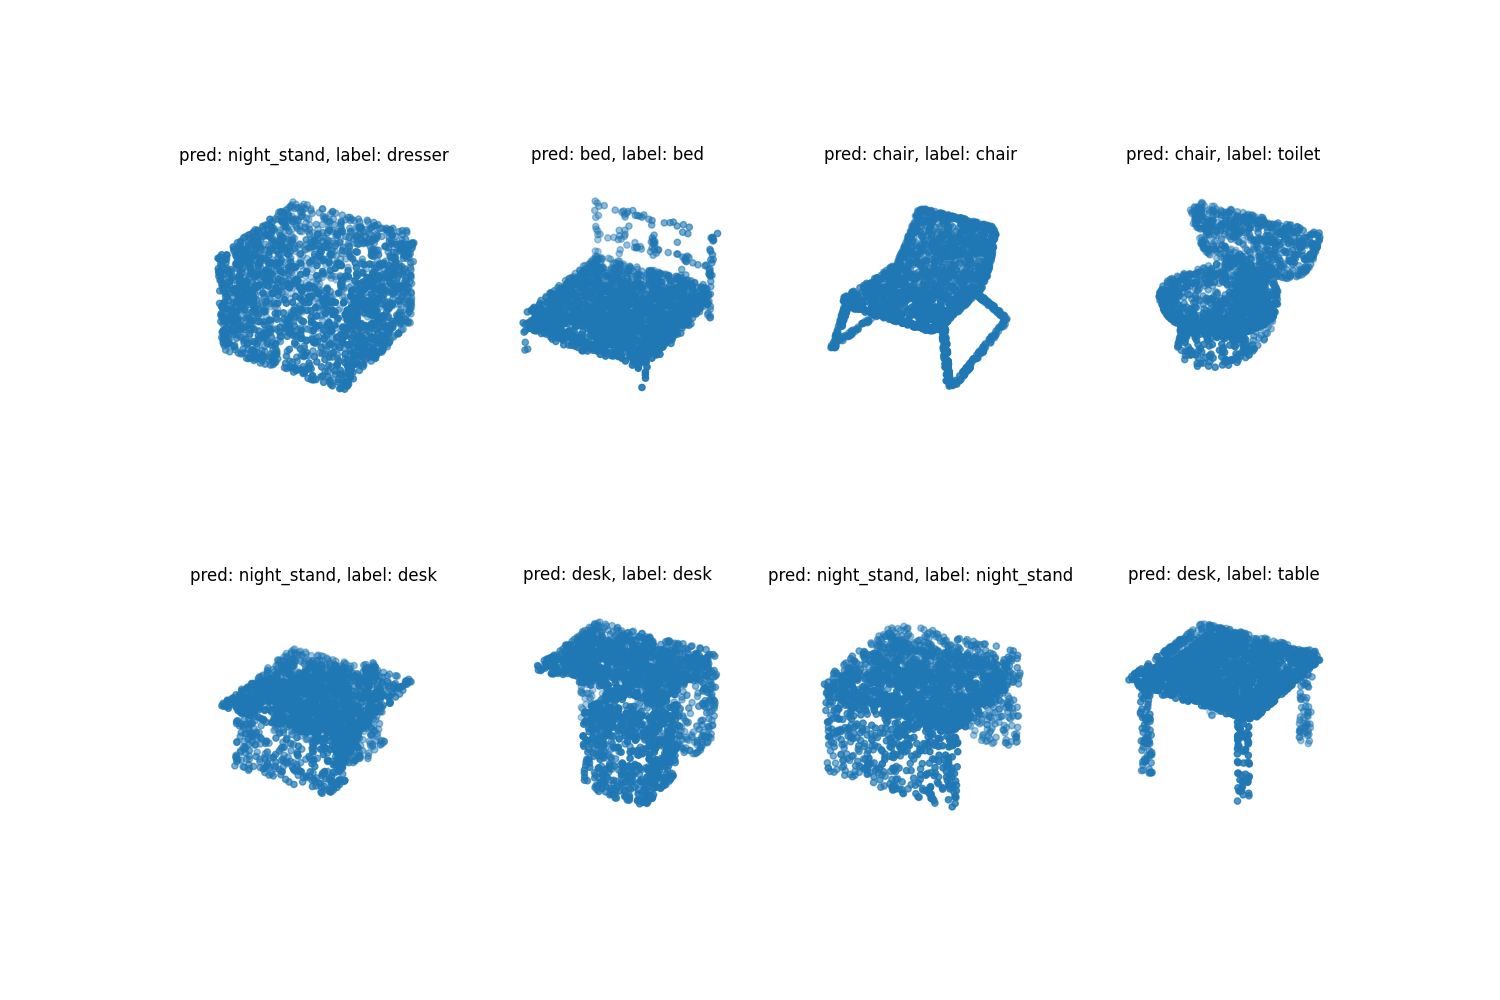 pred: night_stand, label: dresser
pred: bed, label: bed
pred: chair, label: chair
pred: chair, label: toilet
pred: night_stand, label: desk
pred: desk, label: desk
pred: night_stand, label: night_stand
pred: desk, label: table